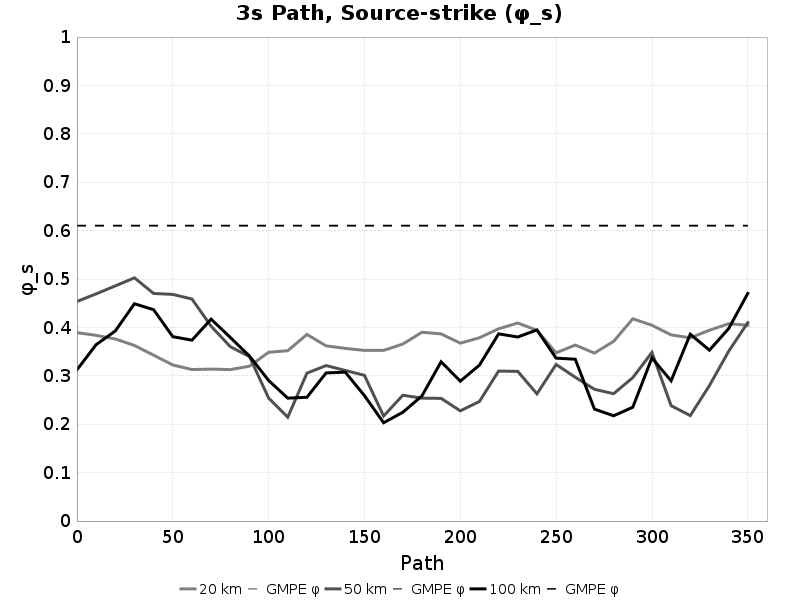 3s Path, Source-strike (φ_s)
1
0.9
0.8
0.7
0.6
0.5
0.4
0.3
0.2
0.1
0
φ_s
0 50 100 150 200 250 300 350
Path
20 km GMPE φ 50 km GMPE φ 100 km GMPE φ